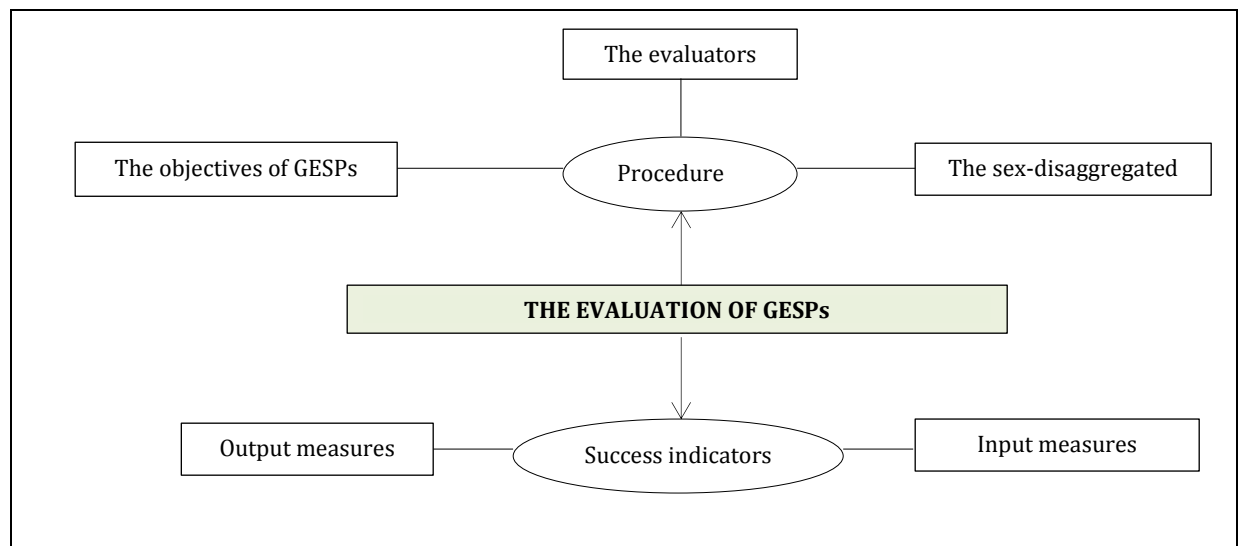 The evaluators
The objectives of GESPs
Procedure
The sex-disaggregated
THE EVALUATION OF GESPs
Output measures
Success indicators
Input measures